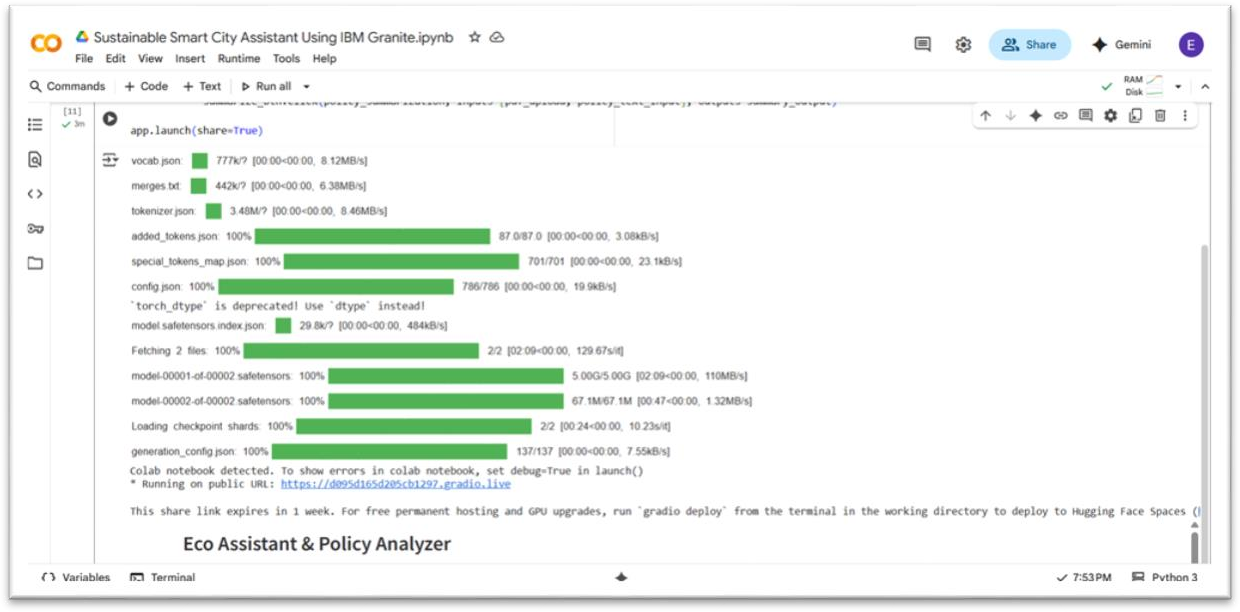 Sustainable Smart City Assistant Using IBM Granite.ipynb
File Edit View Insert Runtime Tools Help
Share
Gemini
E
Commands + Code + Text Run all
RAM
Disk
[11]
3m
app.launch(share=True)
vocab.json: 777k/? [00:00<00:00, 8.12MB/s]
merges.txt: 442k/? [00:00<00:00, 6.38MB/s]
tokenizer.json: 3.48M/? [00:00<00:00, 8.46MB/s]
added_tokens.json: 100% 87.0/87.0 [00:00<00:00, 3.08kB/s]
special_tokens_map.json: 100% 701/701 [00:00<00:00, 23.1kB/s]
config.json: 100% 786/786 [00:00<00:00, 19.9kB/s]
`torch_dtype` is deprecated! Use `dtype` instead!
model.safetensors.index.json: 29.8k/? [00:00<00:00, 484kB/s]
Fetching 2 files: 100% 2/2 [02:09<00:00, 129.67s/it]
model-00001-of-00002.safetensors: 100% 5.00G/5.00G [02:09<00:00, 110MB/s]
model-00002-of-00002.safetensors: 100% 67.1M/67.1M [00:47<00:00, 1.32MB/s]
Loading checkpoint shards: 100% 2/2 [00:24<00:00, 10.23s/it]
generation_config.json: 100% 137/137 [00:00<00:00, 7.55kB/s]
Colab notebook detected. To show errors in colab notebook, set debug=True in launch()
* Running on public URL: https://d095d165d205cb1297.gradio.live
This share link expires in 1 week. For free permanent hosting and GPU upgrades, run `gradio deploy` from the terminal in the working directory to deploy to Hugging Face Spaces (
Eco Assistant & Policy Analyzer
Variables Terminal
7:53 PM Python 3